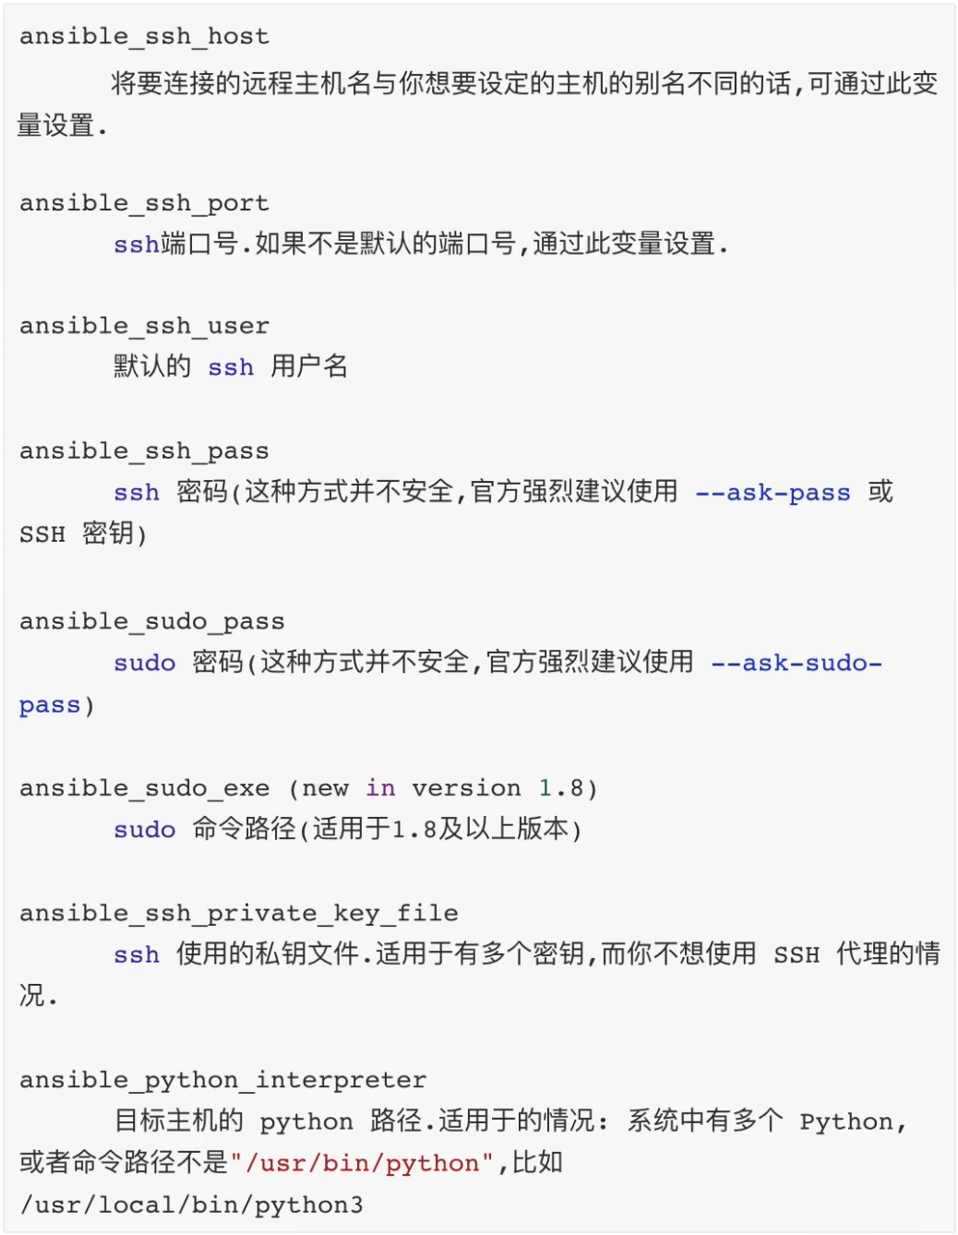 ansible_ssh_host
将要连接的远程主机名与你想要设定的主机的别名不同的话,可通过此变
量设置.
ansible_ssh_port
ssh端口号.如果不是默认的端口号,通过此变量设置.
ansible_ssh_user
默认的 ssh 用户名
ansible_ssh_pass
ssh 密码(这种方式并不安全,官方强烈建议使用 --ask-pass 或
SSH 密钥)
ansible_sudo_pass
sudo 密码(这种方式并不安全,官方强烈建议使用 --ask-sudo-
pass)
ansible_sudo_exe (new in version 1.8)
sudo 命令路径(适用于1.8及以上版本)
ansible_ssh_private_key_file
ssh 使用的私钥文件.适用于有多个密钥,而你不想使用 SSH 代理的情
况.
ansible_python_interpreter
目标主机的 python 路径.适用于的情况: 系统中有多个 Python,
或者命令路径不是"/usr/bin/python",比如
/usr/local/bin/python3